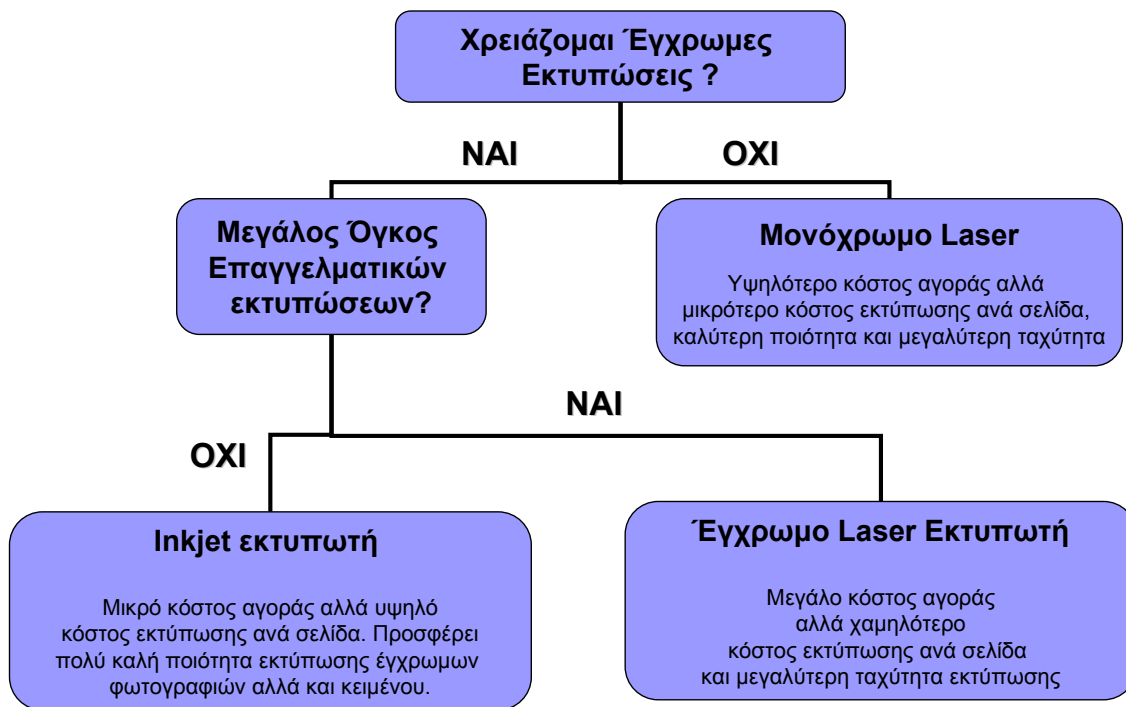 Χρειάζομαι Έγχρωμες
Εκτυπώσεις ?
ΝΑΙ
ΟΧΙ
Μεγάλος Όγκος
Επαγγελματικών
εκτυπώσεων?
Μονόχρωμο Laser
Υψηλότερο κόστος αγοράς αλλά
μικρότερο κόστος εκτύπωσης ανά σελίδα,
καλύτερη ποιότητα και μεγαλύτερη ταχύτητα
ΟΧΙ
ΝΑΙ
Inkjet εκτυπωτή
Μικρό κόστος αγοράς αλλά υψηλό
κόστος εκτύπωσης ανά σελίδα. Προσφέρει
πολύ καλή ποιότητα εκτύπωσης έγχρωμων
φωτογραφιών αλλά και κειμένου.
Έγχρωμο Laser Εκτυπωτή
Μεγάλο κόστος αγοράς
αλλά χαμηλότερο
κόστος εκτύπωσης ανά σελίδα
και μεγαλύτερη ταχύτητα εκτύπωσης